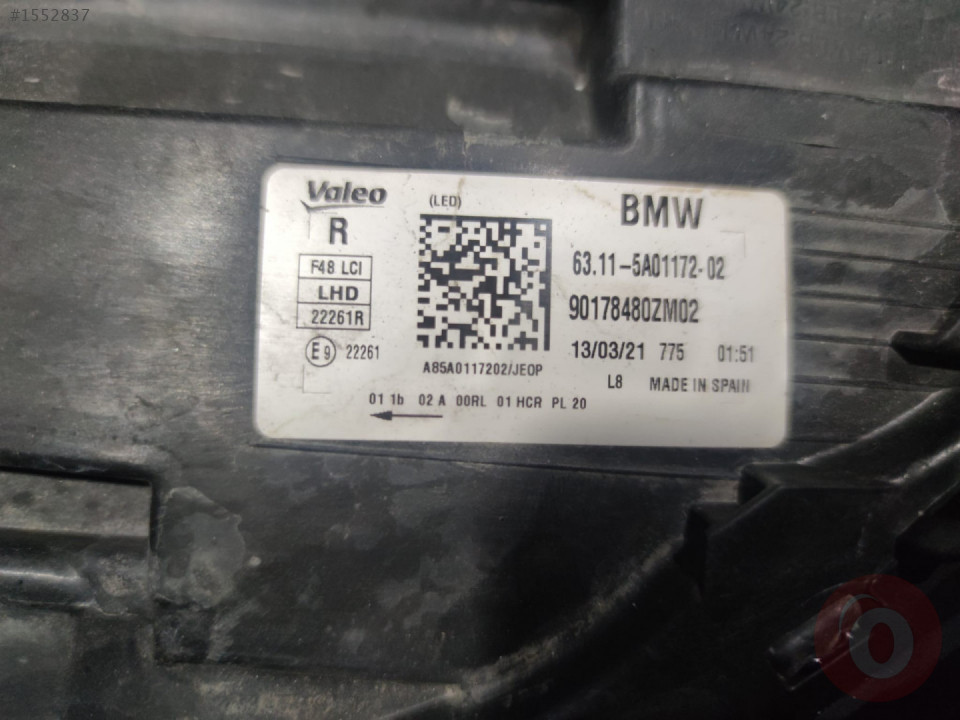 #1552837
Valeo
(LED)
BMW
R
F48 LCI
LHD
22261R
E9 22261
63.11-5A01172-02
90178480ZM02
13/03/21 775 01:51
A85A0117202/JEOP
L8 MADE IN SPAIN
01 1b 02 A 00RL 01 HCR PL 20
O